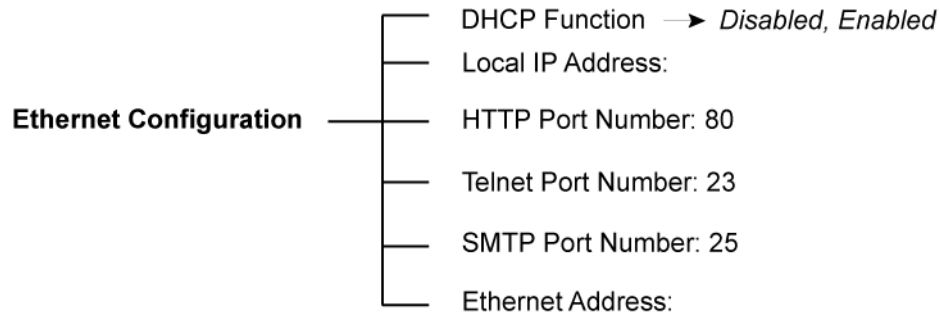 DHCP Function Disabled, Enabled
Local IP Address:
Ethernet Configuration
HTTP Port Number: 80
Telnet Port Number: 23
SMTP Port Number: 25
Ethernet Address: